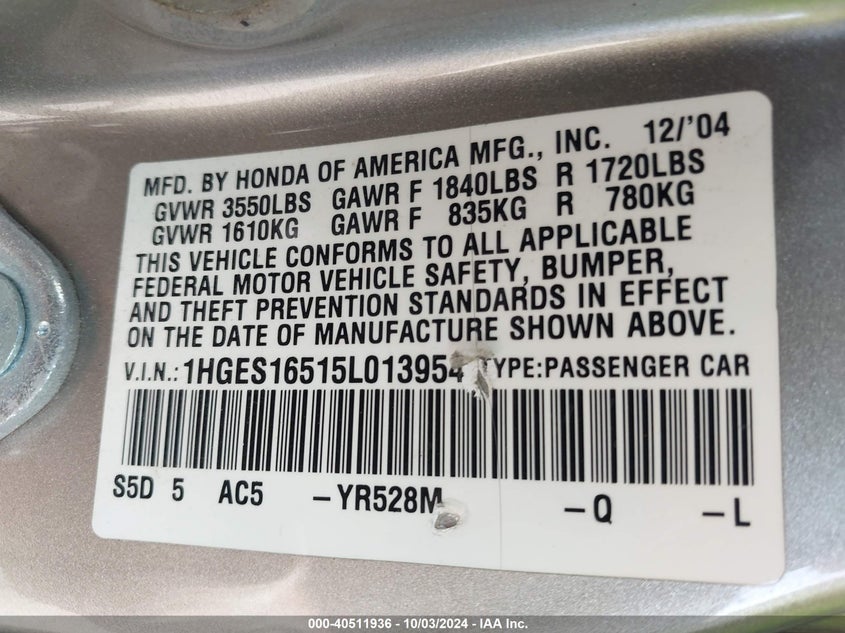 MFD. BY HONDA OF AMERICA MFG., INC. 12/'04
GVWR 3550LBS GAWR F 1840LBS R 1720LBS
GVWR 1610KG GAWR F 835KG R 780KG
THIS VEHICLE CONFORMS TO ALL APPLICABLE
FEDERAL MOTOR VEHICLE SAFETY, BUMPER,
AND THEFT PREVENTION STANDARDS IN EFFECT
ON THE DATE OF MANUFACTURE SHOWN ABOVE.
V.I.N.: 1HGES16515L013954 TYPE:PASSENGER CAR
S5D 5 AC5 -YR528M -Q -L
000-40511936 - 10/03/2024 - IAA Inc.